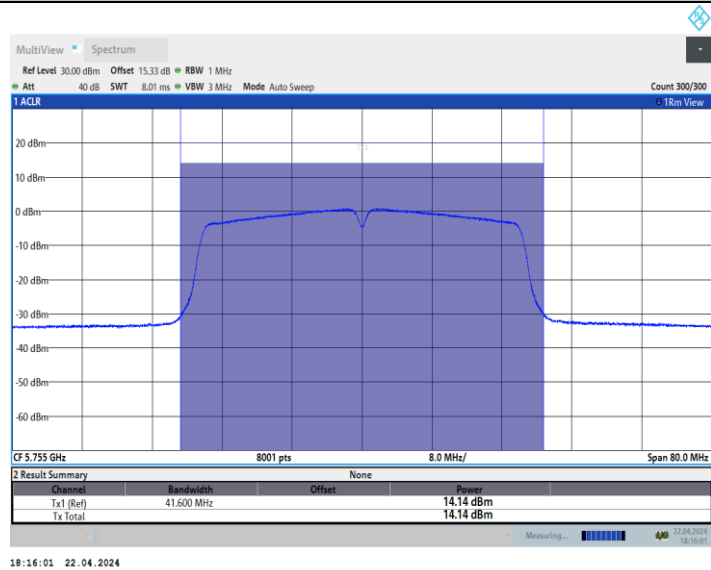 MultiView Spectrum
Ref Level 30.00 dBm Offset 15.33 dB RBW 1 MHz
Att 40 dB SWT 8.01 ms VBW 3 MHz Mode Auto Sweep Count 300/300
1 ACLR 1Rm View
20 dBm
10 dBm
0 dBm
-10 dBm
-20 dBm
-30 dBm
-40 dBm
-50 dBm
-60 dBm
CF 5.755 GHz 8001 pts 8.0 MHz/ Span 80.0 MHz
2 Result Summary None
Channel Bandwidth Offset Power
Tx1 (Ref) 41.600 MHz 14.14 dBm
Tx Total 14.14 dBm
Measuring... 22.04.2024
18:16:01
18:16:01 22.04.2024